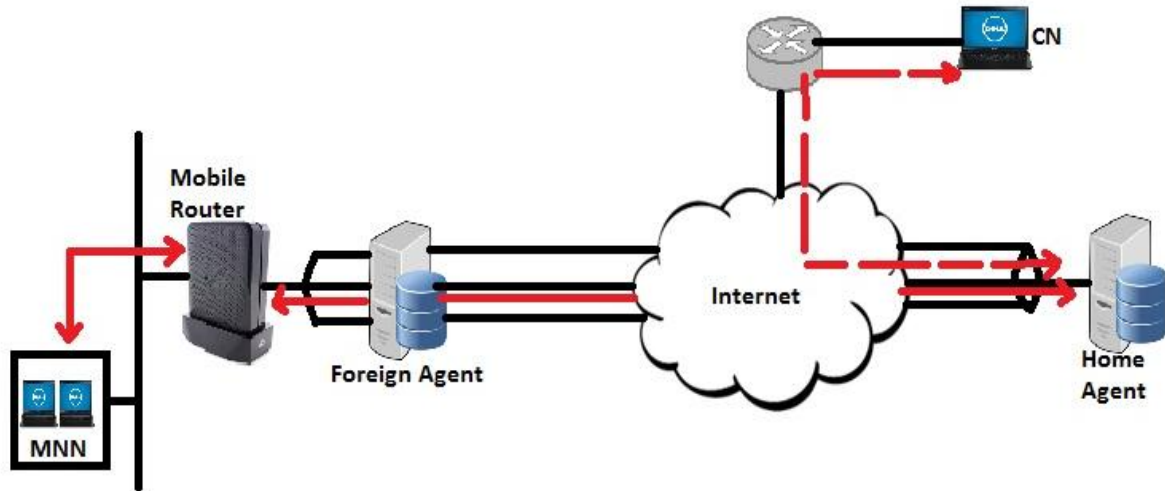 CN
Mobile
Router
Internet
Foreign Agent
Home
Agent
MNN